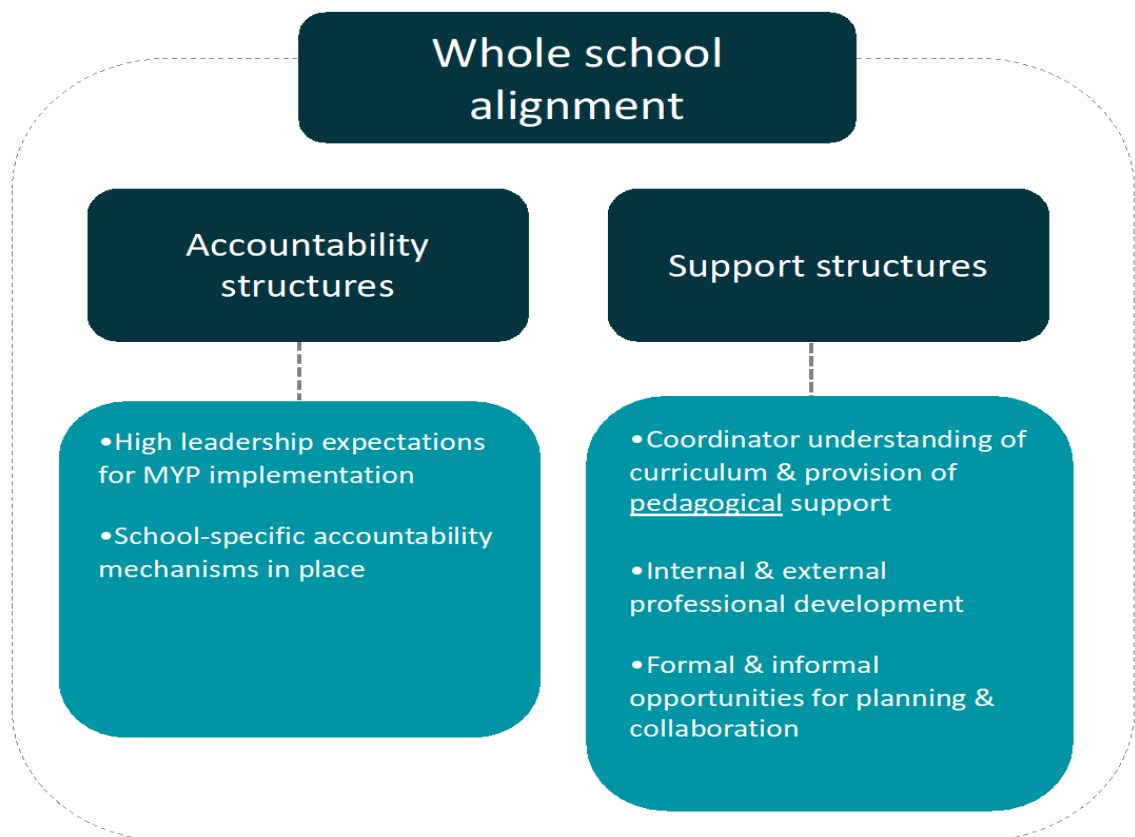 Whole school
alignment
Accountability
structures
•High leadership expectations
for MYP implementation
•School-specific accountability
mechanisms in place
Support structures
•Coordinator understanding of
curriculum & provision of
pedagogical support
•Internal & external
professional development
•Formal & informal
opportunities for planning &
collaboration